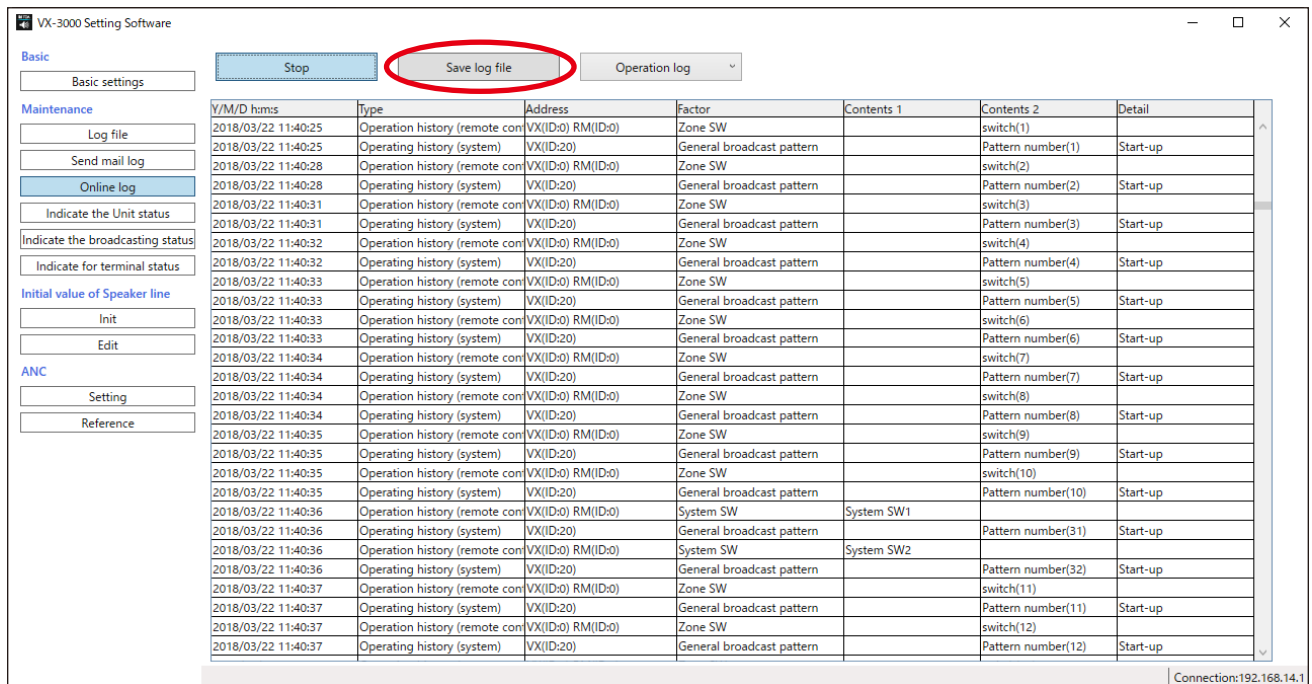 VX-3000 Setting Software
Basic
Basic settings
Maintenance
Log file
Send mail log
Online log
Indicate the Unit status
Indicate the broadcasting status
Indicate for terminal status
Initial value of Speaker line
Init
Edit
ANC
Setting
Reference
Stop Save log file Operation log
Y/M/D h:m:s Type Address Factor Contents 1 Contents 2 Detail
2018/03/22 11:40:25 Operation history (remote con VX(ID:0) RM(ID:0) Zone SW switch(1)
2018/03/22 11:40:25 Operating history (system) VX(ID:20) General broadcast pattern Pattern number(1) Start-up
2018/03/22 11:40:28 Operation history (remote con VX(ID:0) RM(ID:0) Zone SW switch(2)
2018/03/22 11:40:28 Operating history (system) VX(ID:20) General broadcast pattern Pattern number(2) Start-up
2018/03/22 11:40:31 Operation history (remote con VX(ID:0) RM(ID:0) Zone SW switch(3)
2018/03/22 11:40:31 Operating history (system) VX(ID:20) General broadcast pattern Pattern number(3) Start-up
2018/03/22 11:40:32 Operation history (remote con VX(ID:0) RM(ID:0) Zone SW switch(4)
2018/03/22 11:40:32 Operating history (system) VX(ID:20) General broadcast pattern Pattern number(4) Start-up
2018/03/22 11:40:33 Operation history (remote con VX(ID:0) RM(ID:0) Zone SW switch(5)
2018/03/22 11:40:33 Operating history (system) VX(ID:20) General broadcast pattern Pattern number(5) Start-up
2018/03/22 11:40:33 Operation history (remote con VX(ID:0) RM(ID:0) Zone SW switch(6)
2018/03/22 11:40:33 Operating history (system) VX(ID:20) General broadcast pattern Pattern number(6) Start-up
2018/03/22 11:40:34 Operation history (remote con VX(ID:0) RM(ID:0) Zone SW switch(7)
2018/03/22 11:40:34 Operating history (system) VX(ID:20) General broadcast pattern Pattern number(7) Start-up
2018/03/22 11:40:34 Operation history (remote con VX(ID:0) RM(ID:0) Zone SW switch(8)
2018/03/22 11:40:34 Operating history (system) VX(ID:20) General broadcast pattern Pattern number(8) Start-up
2018/03/22 11:40:35 Operation history (remote con VX(ID:0) RM(ID:0) Zone SW switch(9)
2018/03/22 11:40:35 Operating history (system) VX(ID:20) General broadcast pattern Pattern number(9) Start-up
2018/03/22 11:40:35 Operation history (remote con VX(ID:0) RM(ID:0) Zone SW switch(10)
2018/03/22 11:40:35 Operating history (system) VX(ID:20) General broadcast pattern Pattern number(10) Start-up
2018/03/22 11:40:36 Operation history (remote con VX(ID:0) RM(ID:0) System SW System SW1
2018/03/22 11:40:36 Operating history (system) VX(ID:20) General broadcast pattern Pattern number(31) Start-up
2018/03/22 11:40:36 Operation history (remote con VX(ID:0) RM(ID:0) System SW System SW2
2018/03/22 11:40:36 Operating history (system) VX(ID:20) General broadcast pattern Pattern number(32) Start-up
2018/03/22 11:40:37 Operation history (remote con VX(ID:0) RM(ID:0) Zone SW switch(11)
2018/03/22 11:40:37 Operating history (system) VX(ID:20) General broadcast pattern Pattern number(11) Start-up
2018/03/22 11:40:37 Operation history (remote con VX(ID:0) RM(ID:0) Zone SW switch(12)
2018/03/22 11:40:37 Operating history (system) VX(ID:20) General broadcast pattern Pattern number(12) Start-up
Connection:192.168.14.1